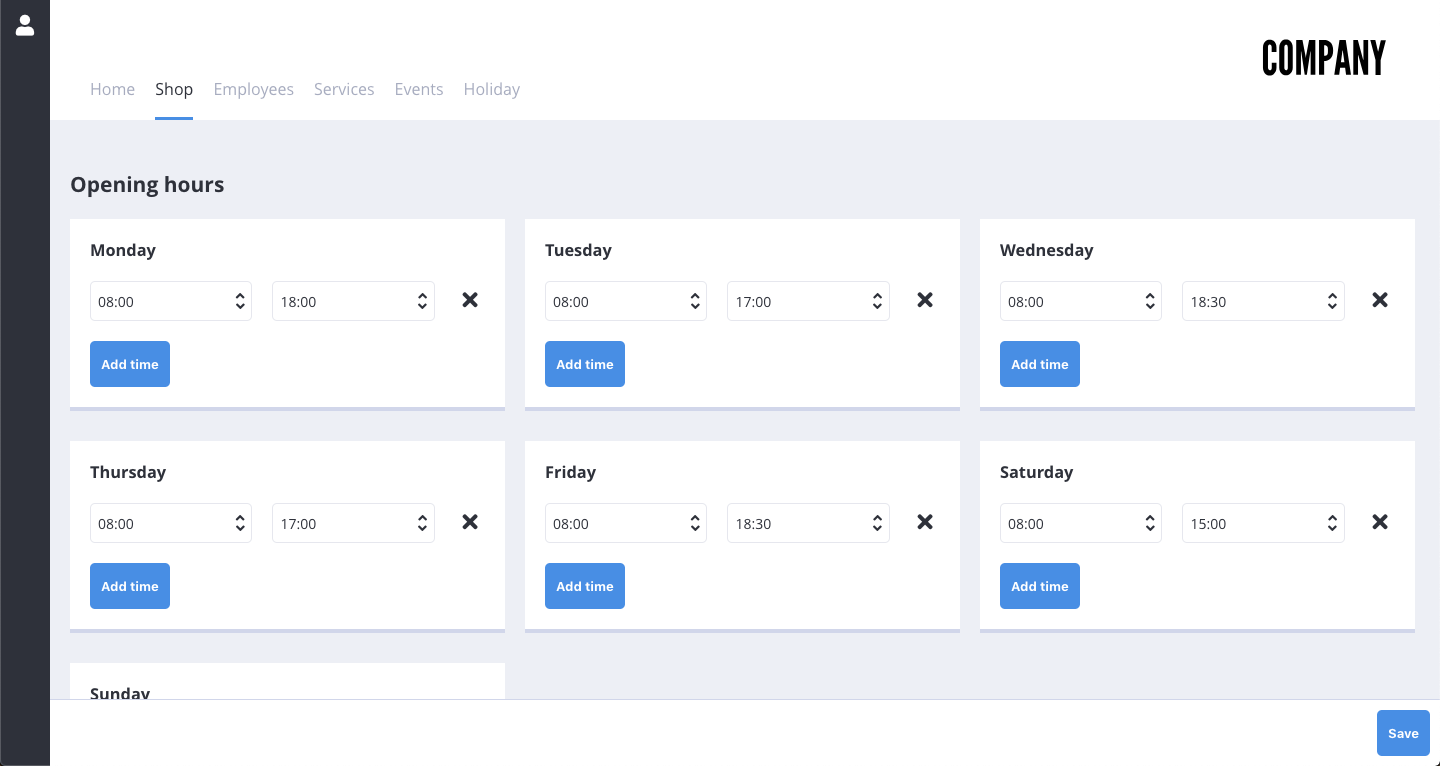 COMPANY
Home Shop Employees Services Events Holiday
Opening hours
Monday
08:00 18:00
Add time
Tuesday
08:00 17:00
Add time
Wednesday
08:00 18:30
Add time
Thursday
08:00 17:00
Add time
Friday
08:00 18:30
Add time
Saturday
08:00 15:00
Add time
Sunday
Save